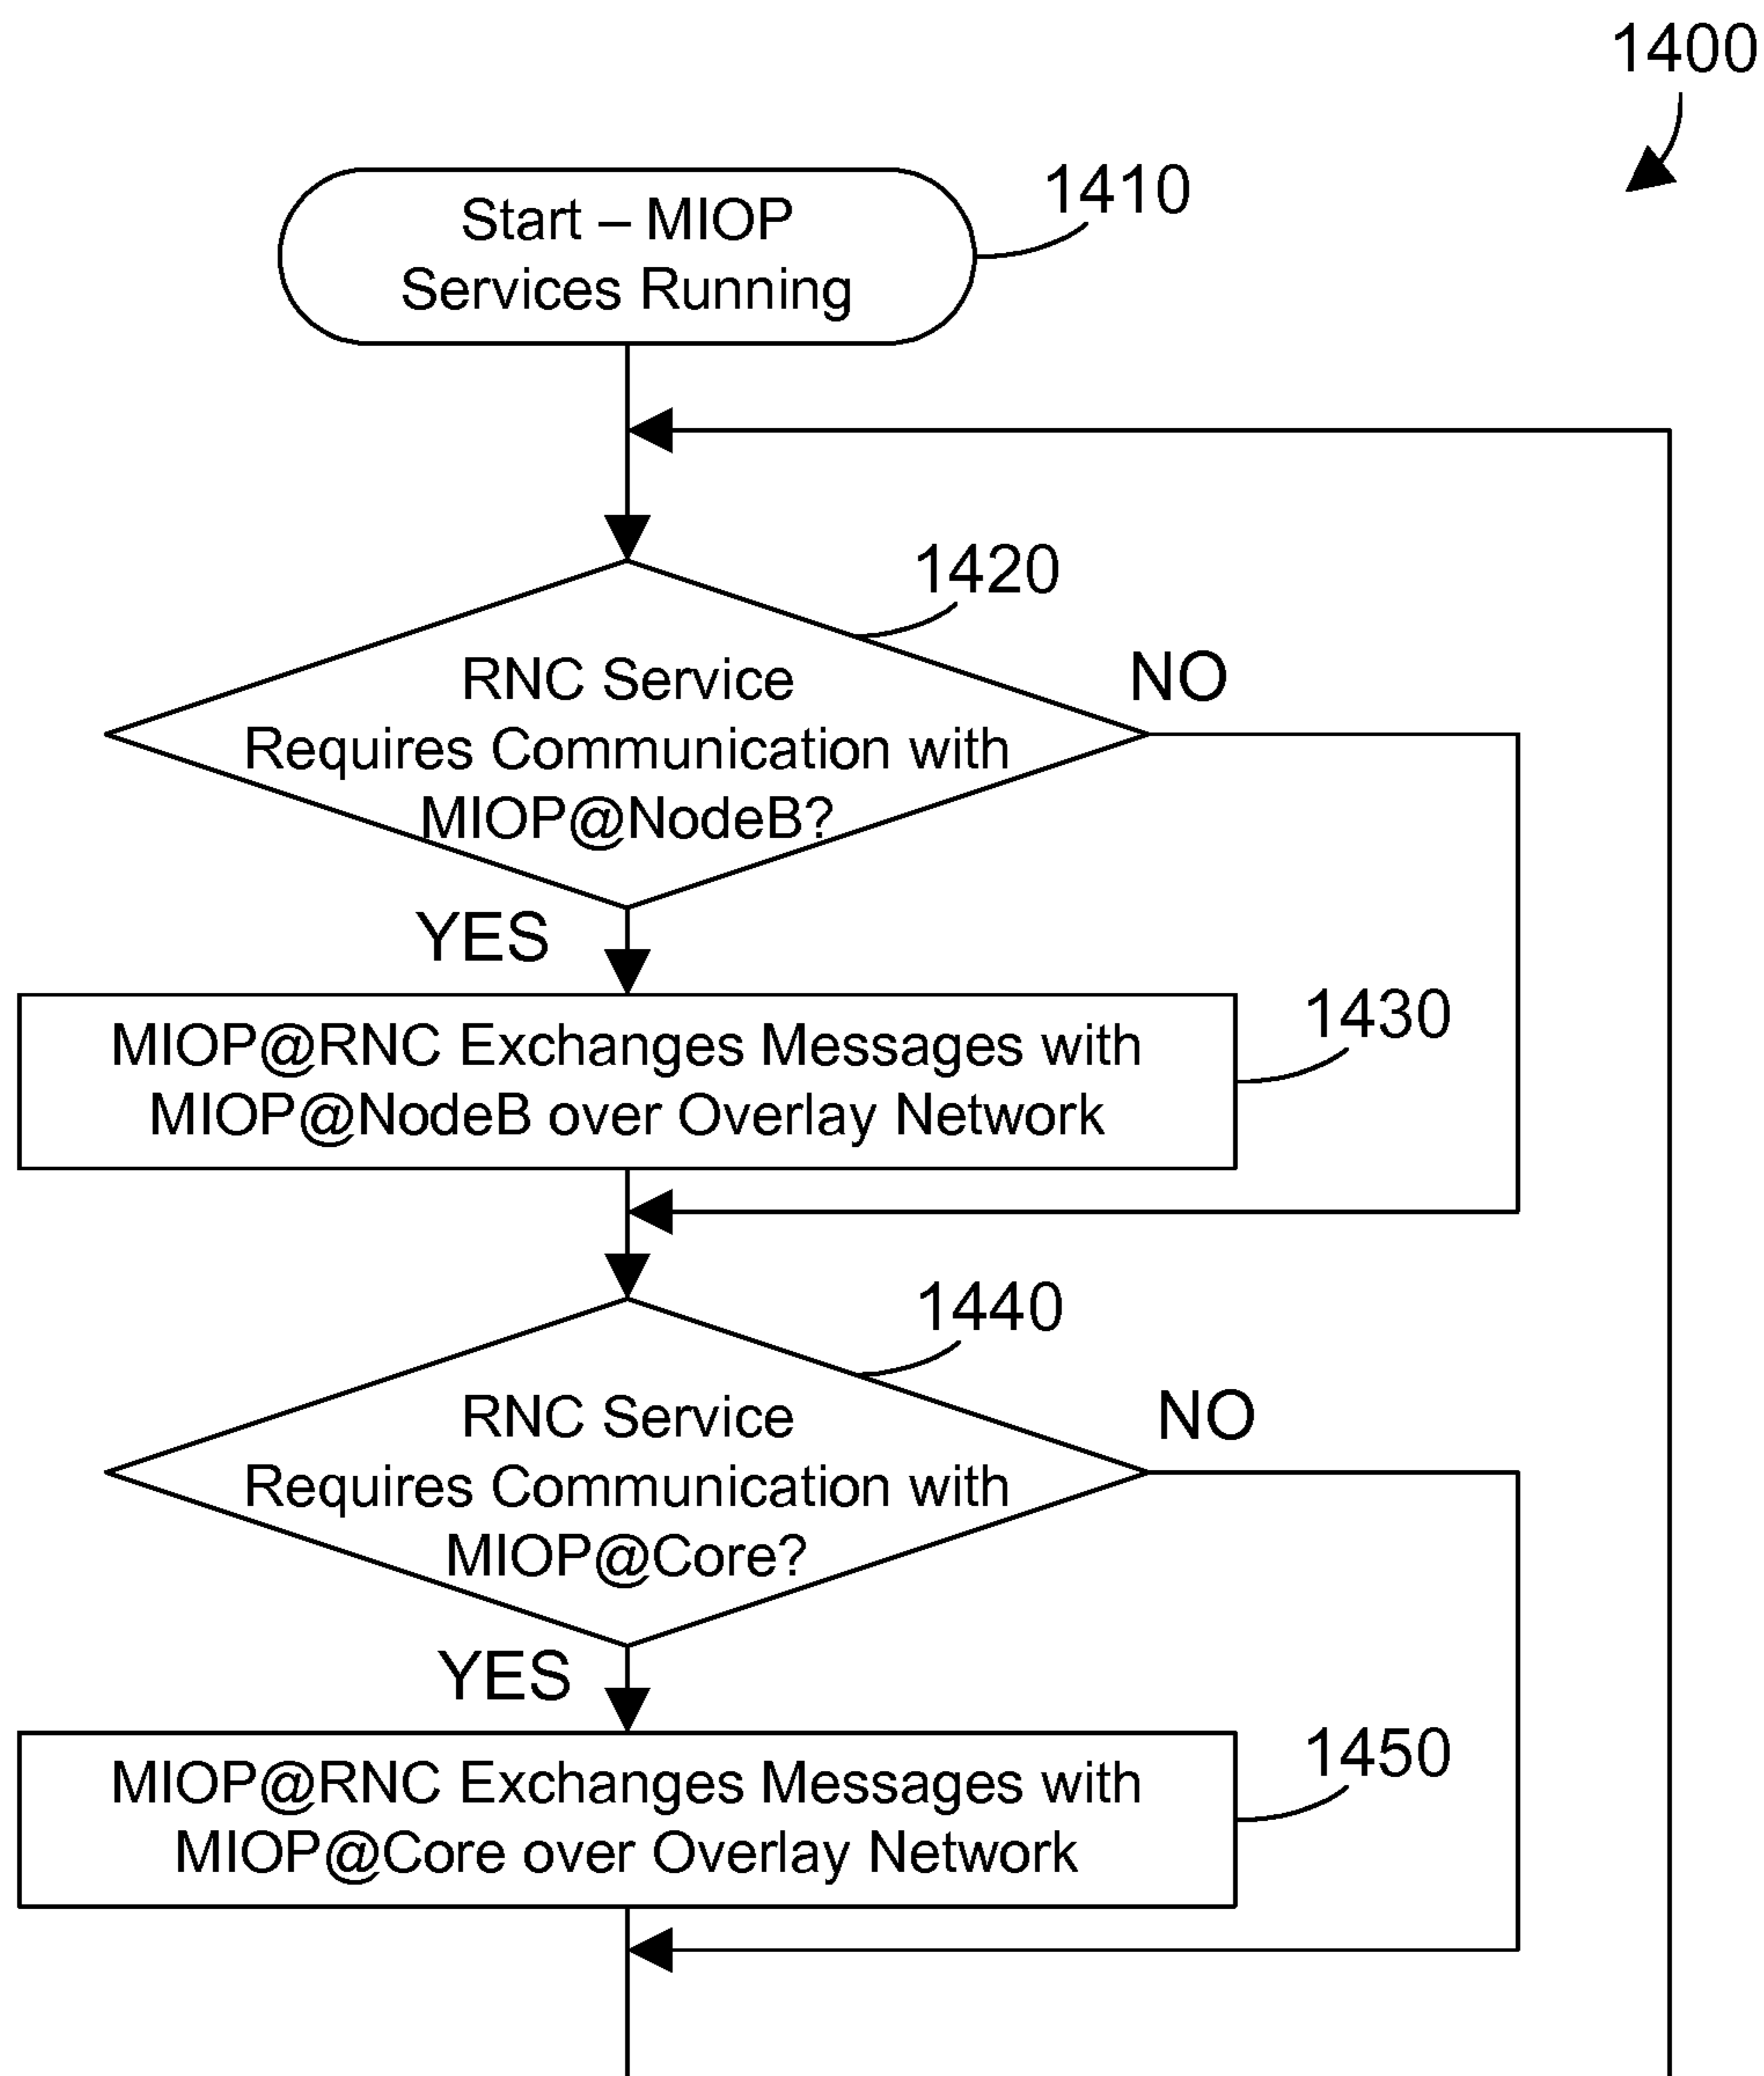 1400
Start – MIOP
Services Running
1410
1420
RNC Service
Requires Communication with
MIOP@NodeB?
NO
YES
1430
MIOP@RNC Exchanges Messages with
MIOP@NodeB over Overlay Network
1440
RNC Service
Requires Communication with
MIOP@Core?
NO
YES
1450
MIOP@RNC Exchanges Messages with
MIOP@Core over Overlay Network